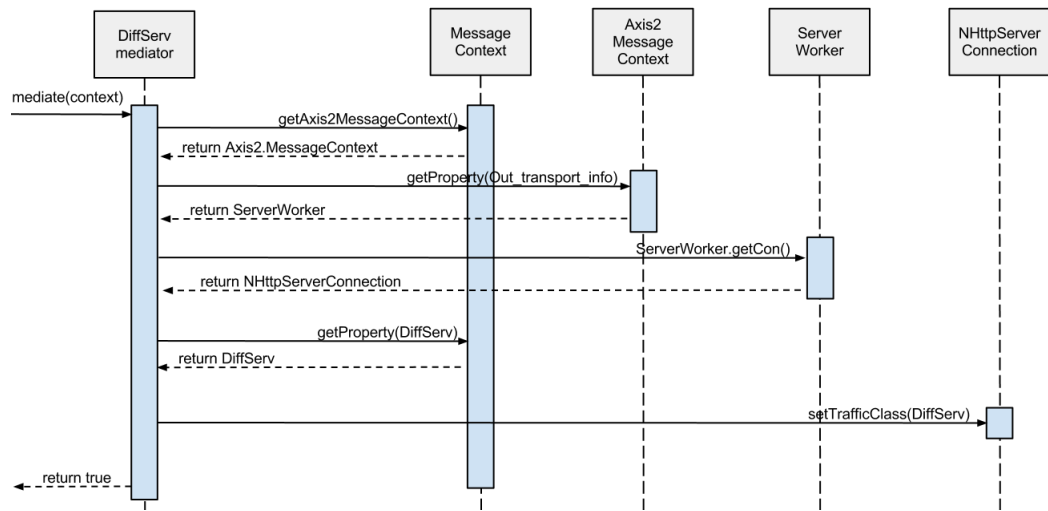 DiffServ
mediator
Message
Context
Axis2
Message
Context
Server
Worker
NHttpServer
Connection
mediate(context)
getAxis2MessageContext()
return Axis2.MessageContext
getProperty(Out_transport_info)
return ServerWorker
ServerWorker.getCon()
return NHttpServerConnection
getProperty(DiffServ)
return DiffServ
setTrafficClass(DiffServ)
return true